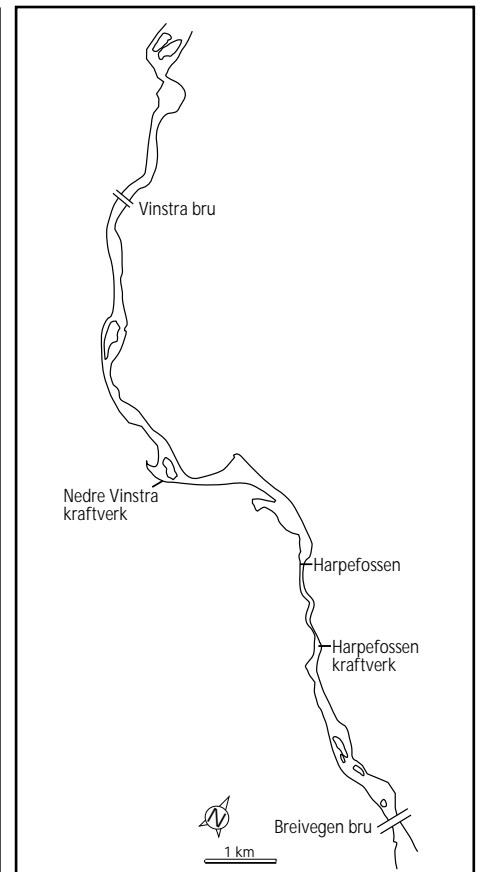 Vinstra bru
Nedre Vinstra
kraftverk
Harpefossen
Harpefossen
kraftverk
Breivegen bru
N
1 km